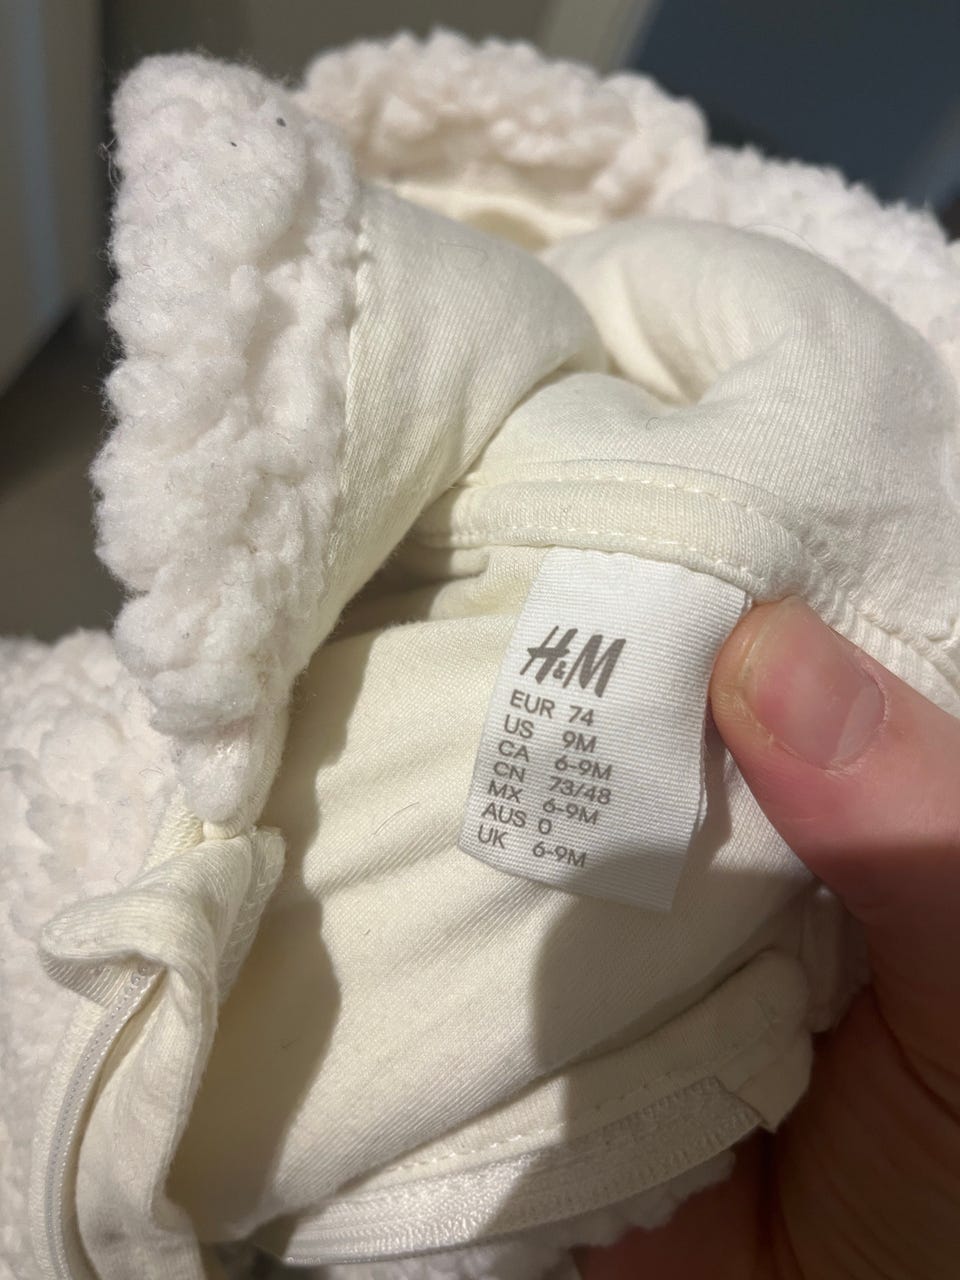 H&M
EUR 74
US 9M
CA 6-9M
CN 73/48
MX 6-9M
AUS 0
UK 6-9M